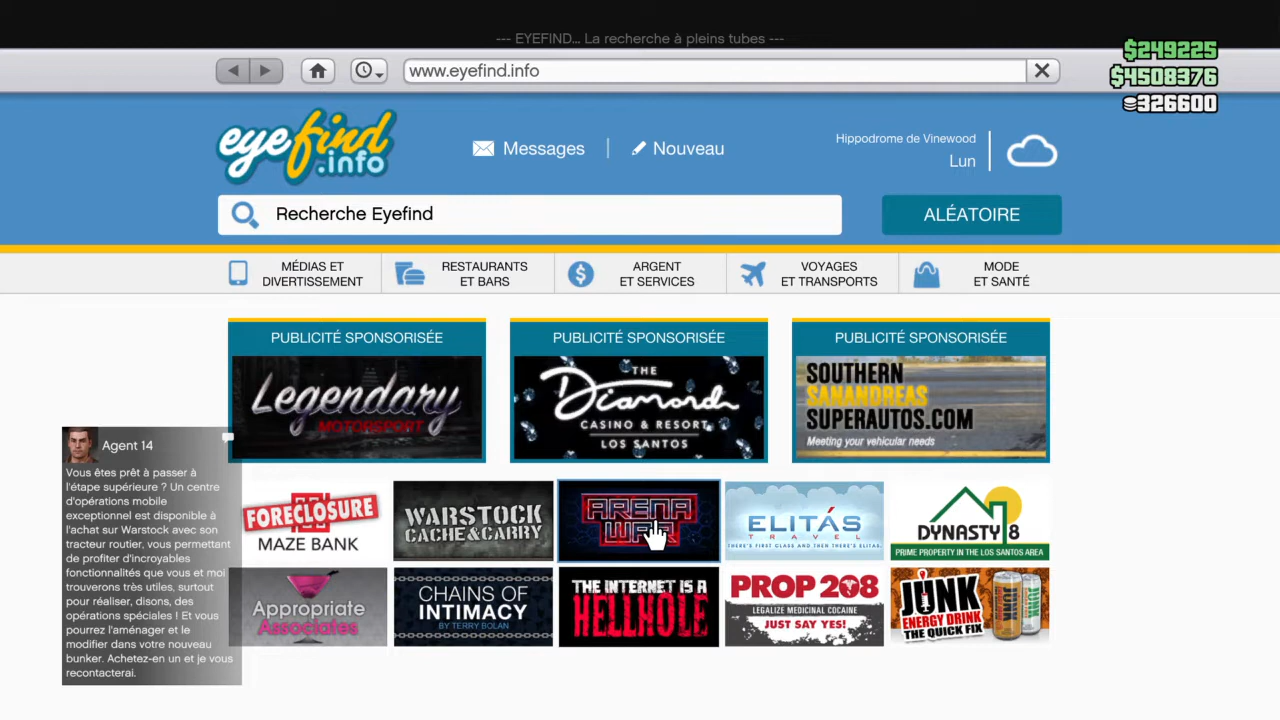 --- EYEFIND... La recherche à pleins tubes ---
$249225
www.eyefind.info
$4508376
326600
eyefind
.info
Messages
Nouveau
Hippodrome de Vinewood
Lun
Recherche Eyefind
ALÉATOIRE
MÉDIAS ET
DIVERTISSEMENT
RESTAURANTS
ET BARS
ARGENT
ET SERVICES
VOYAGES
ET TRANSPORTS
MODE
ET SANTÉ
PUBLICITÉ SPONSORISÉE
Legendary
MOTORSPORT
PUBLICITÉ SPONSORISÉE
THE
Diamond
CASINO & RESORT
LOS SANTOS
PUBLICITÉ SPONSORISÉE
SOUTHERN
SANANDREAS
SUPERAUTOS.COM
Meeting your vehicular needs
Agent 14
Vous êtes prêt à passer à
l'étape supérieure ? Un centre
d'opérations mobile
exceptionnel est disponible à
l'achat sur Warstock avec son
tracteur routier, vous permettant
de profiter d'incroyables
fonctionnalités que vous et moi
trouverons très utiles, surtout
pour réaliser, disons, des
opérations spéciales ! Et vous
pourrez l'aménager et le
modifier dans votre nouveau
bunker. Achetez-en un et je vous
recontacterai.
FORECLOSURE
MAZE BANK
WARSTOCK
CACHE & CARRY
ARENA
WAR
ELITÁS
TRAVEL
THERE'S FIRST CLASS AND THEN THERE'S ELITAS.
DYNASTY 8
PRIME PROPERTY IN THE LOS SANTOS AREA
Appropriate
Associates
CHAINS OF
INTIMACY
BY TERRY BOLAN
THE INTERNET IS A
HELLHOLE
PROP 208
LEGALIZE MEDICINAL COCAINE
JUST SAY YES!
JUNK
ENERGY DRINK
THE QUICK FIX